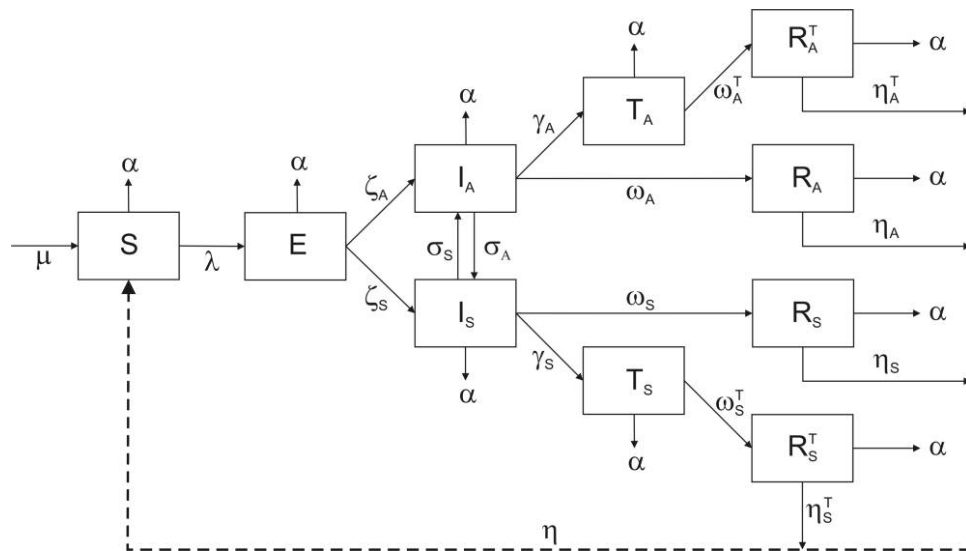 α
α
R_A^T
α
T_A
ω_A^T
η_A^T
α
γ_A
α
α
ζ_A
I_A
ω_A
R_A
α
η_A
μ
S
λ
E
σ_S
σ_A
ζ_S
I_S
ω_S
R_S
α
η_S
γ_S
α
T_S
ω_S^T
α
R_S^T
α
η_S^T
η